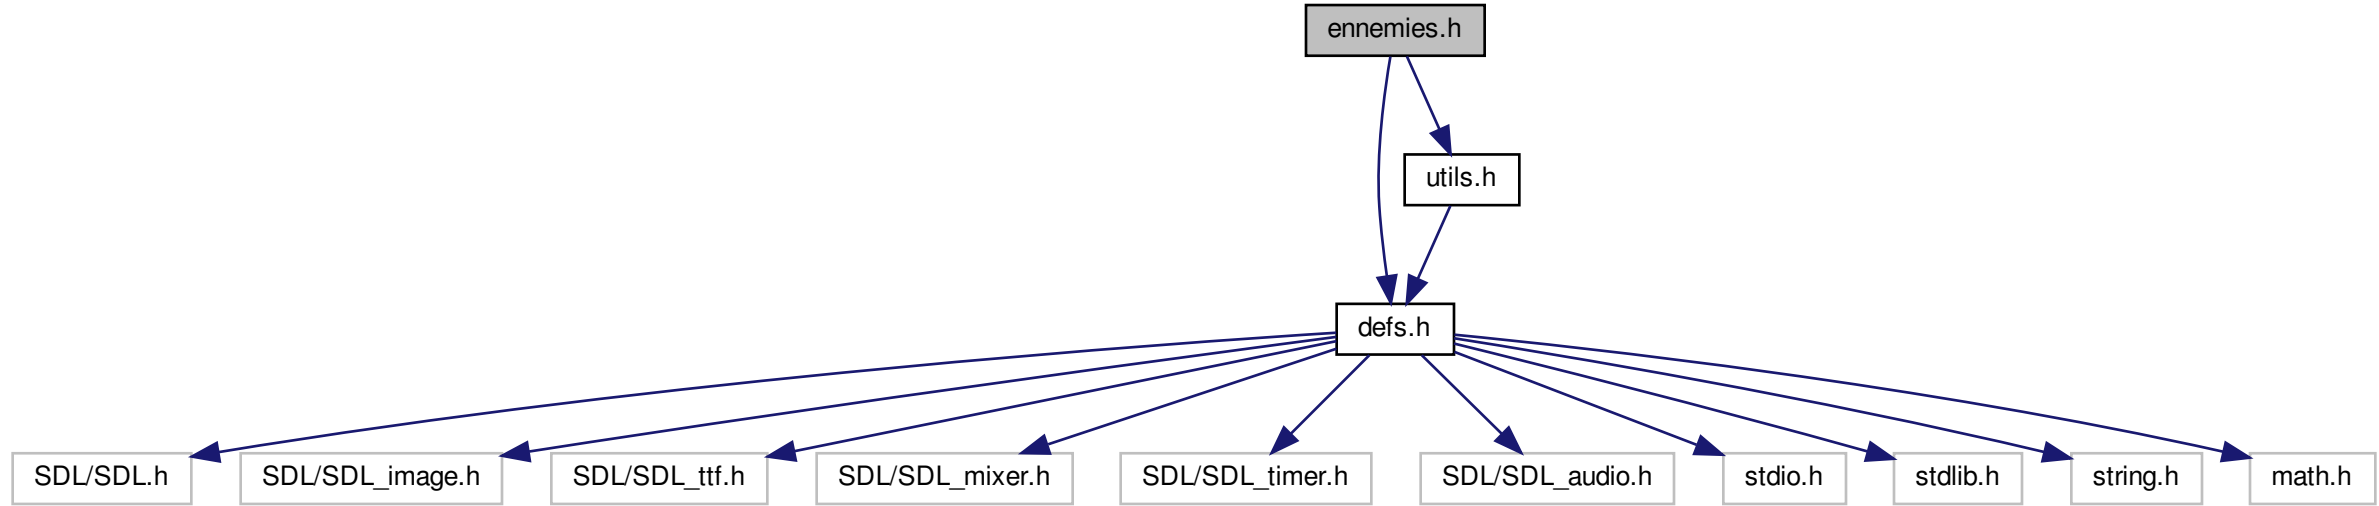 ennemies.h
utils.h
defs.h
SDL/SDL.h
SDL/SDL_image.h
SDL/SDL_ttf.h
SDL/SDL_mixer.h
SDL/SDL_timer.h
SDL/SDL_audio.h
stdio.h
stdlib.h
string.h
math.h